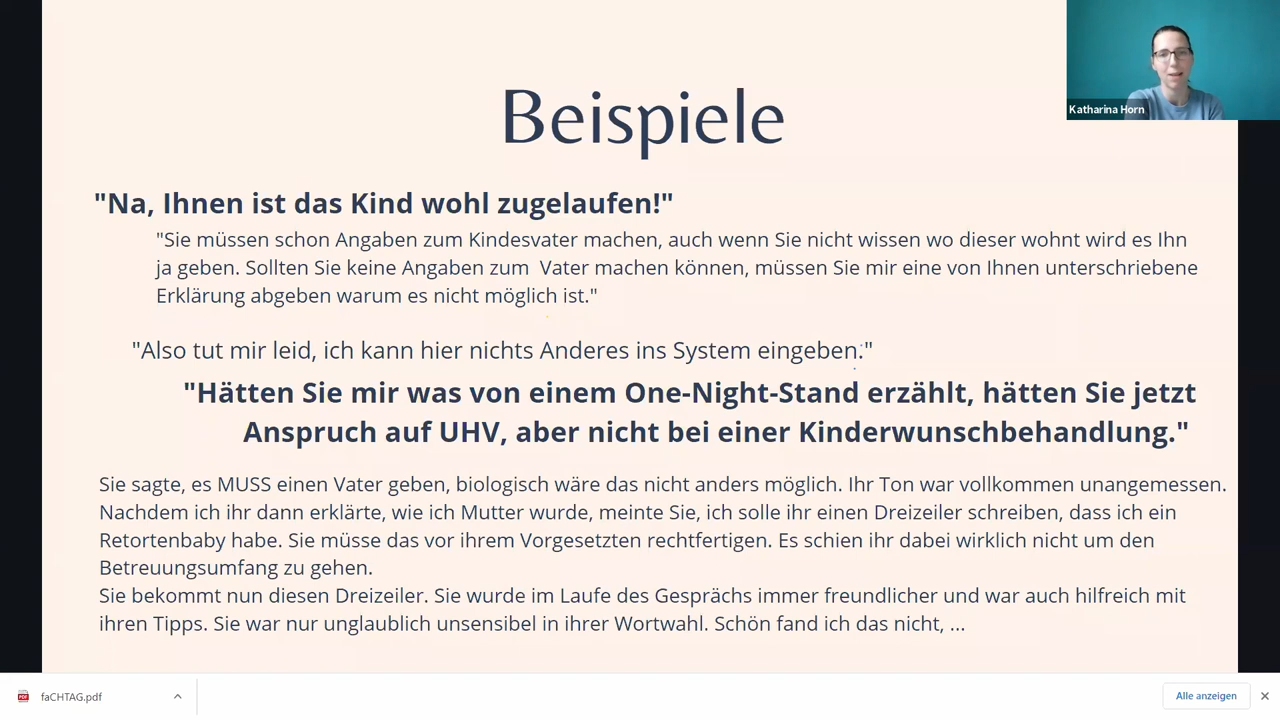 Katharina Horn
Beispiele
"Na, Ihnen ist das Kind wohl zugelaufen!"
"Sie müssen schon Angaben zum Kindesvater machen, auch wenn Sie nicht wissen wo dieser wohnt wird es Ihn
ja geben. Sollten Sie keine Angaben zum Vater machen können, müssen Sie mir eine von Ihnen unterschriebene
Erklärung abgeben warum es nicht möglich ist."
"Also tut mir leid, ich kann hier nichts Anderes ins System eingeben."
"Hätten Sie mir was von einem One-Night-Stand erzählt, hätten Sie jetzt
Anspruch auf UHV, aber nicht bei einer Kinderwunschbehandlung."
Sie sagte, es MUSS einen Vater geben, biologisch wäre das nicht anders möglich. Ihr Ton war vollkommen unangemessen.
Nachdem ich ihr dann erklärte, wie ich Mutter wurde, meinte Sie, ich solle ihr einen Dreizeiler schreiben, dass ich ein
Retortenbaby habe. Sie müsse das vor ihrem Vorgesetzten rechtfertigen. Es schien ihr dabei wirklich nicht um den
Betreuungsumfang zu gehen.
Sie bekommt nun diesen Dreizeiler. Sie wurde im Laufe des Gesprächs immer freundlicher und war auch hilfreich mit
ihren Tipps. Sie war nur unglaublich unsensibel in ihrer Wortwahl. Schön fand ich das nicht, ...
PDF
faCHTAG.pdf
Alle anzeigen